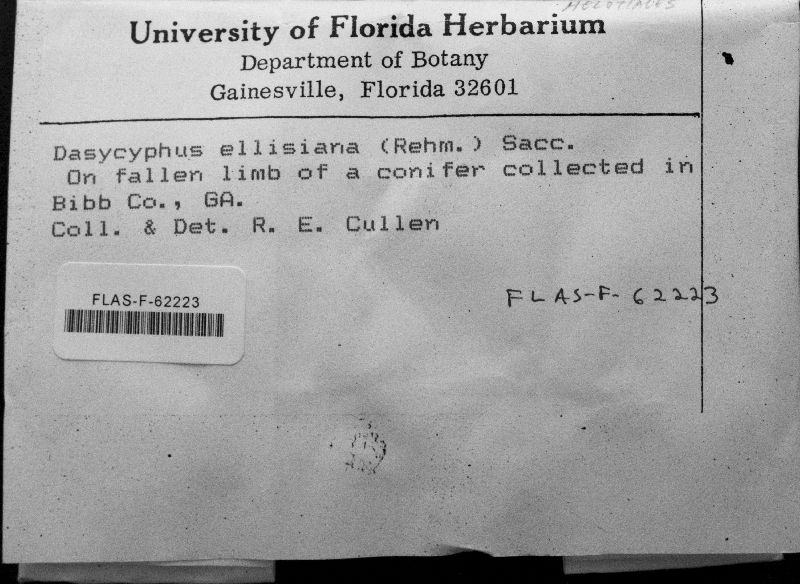 HELOTIALES
University of Florida Herbarium
Department of Botany
Gainesville, Florida 32601
Dasycyphus ellisiana (Rehm.) Sacc.
On fallen limb of a conifer collected in
Bibb Co., GA.
Coll. & Det. R. E. Cullen
FLAS-F-62223
FLAS-F-62223